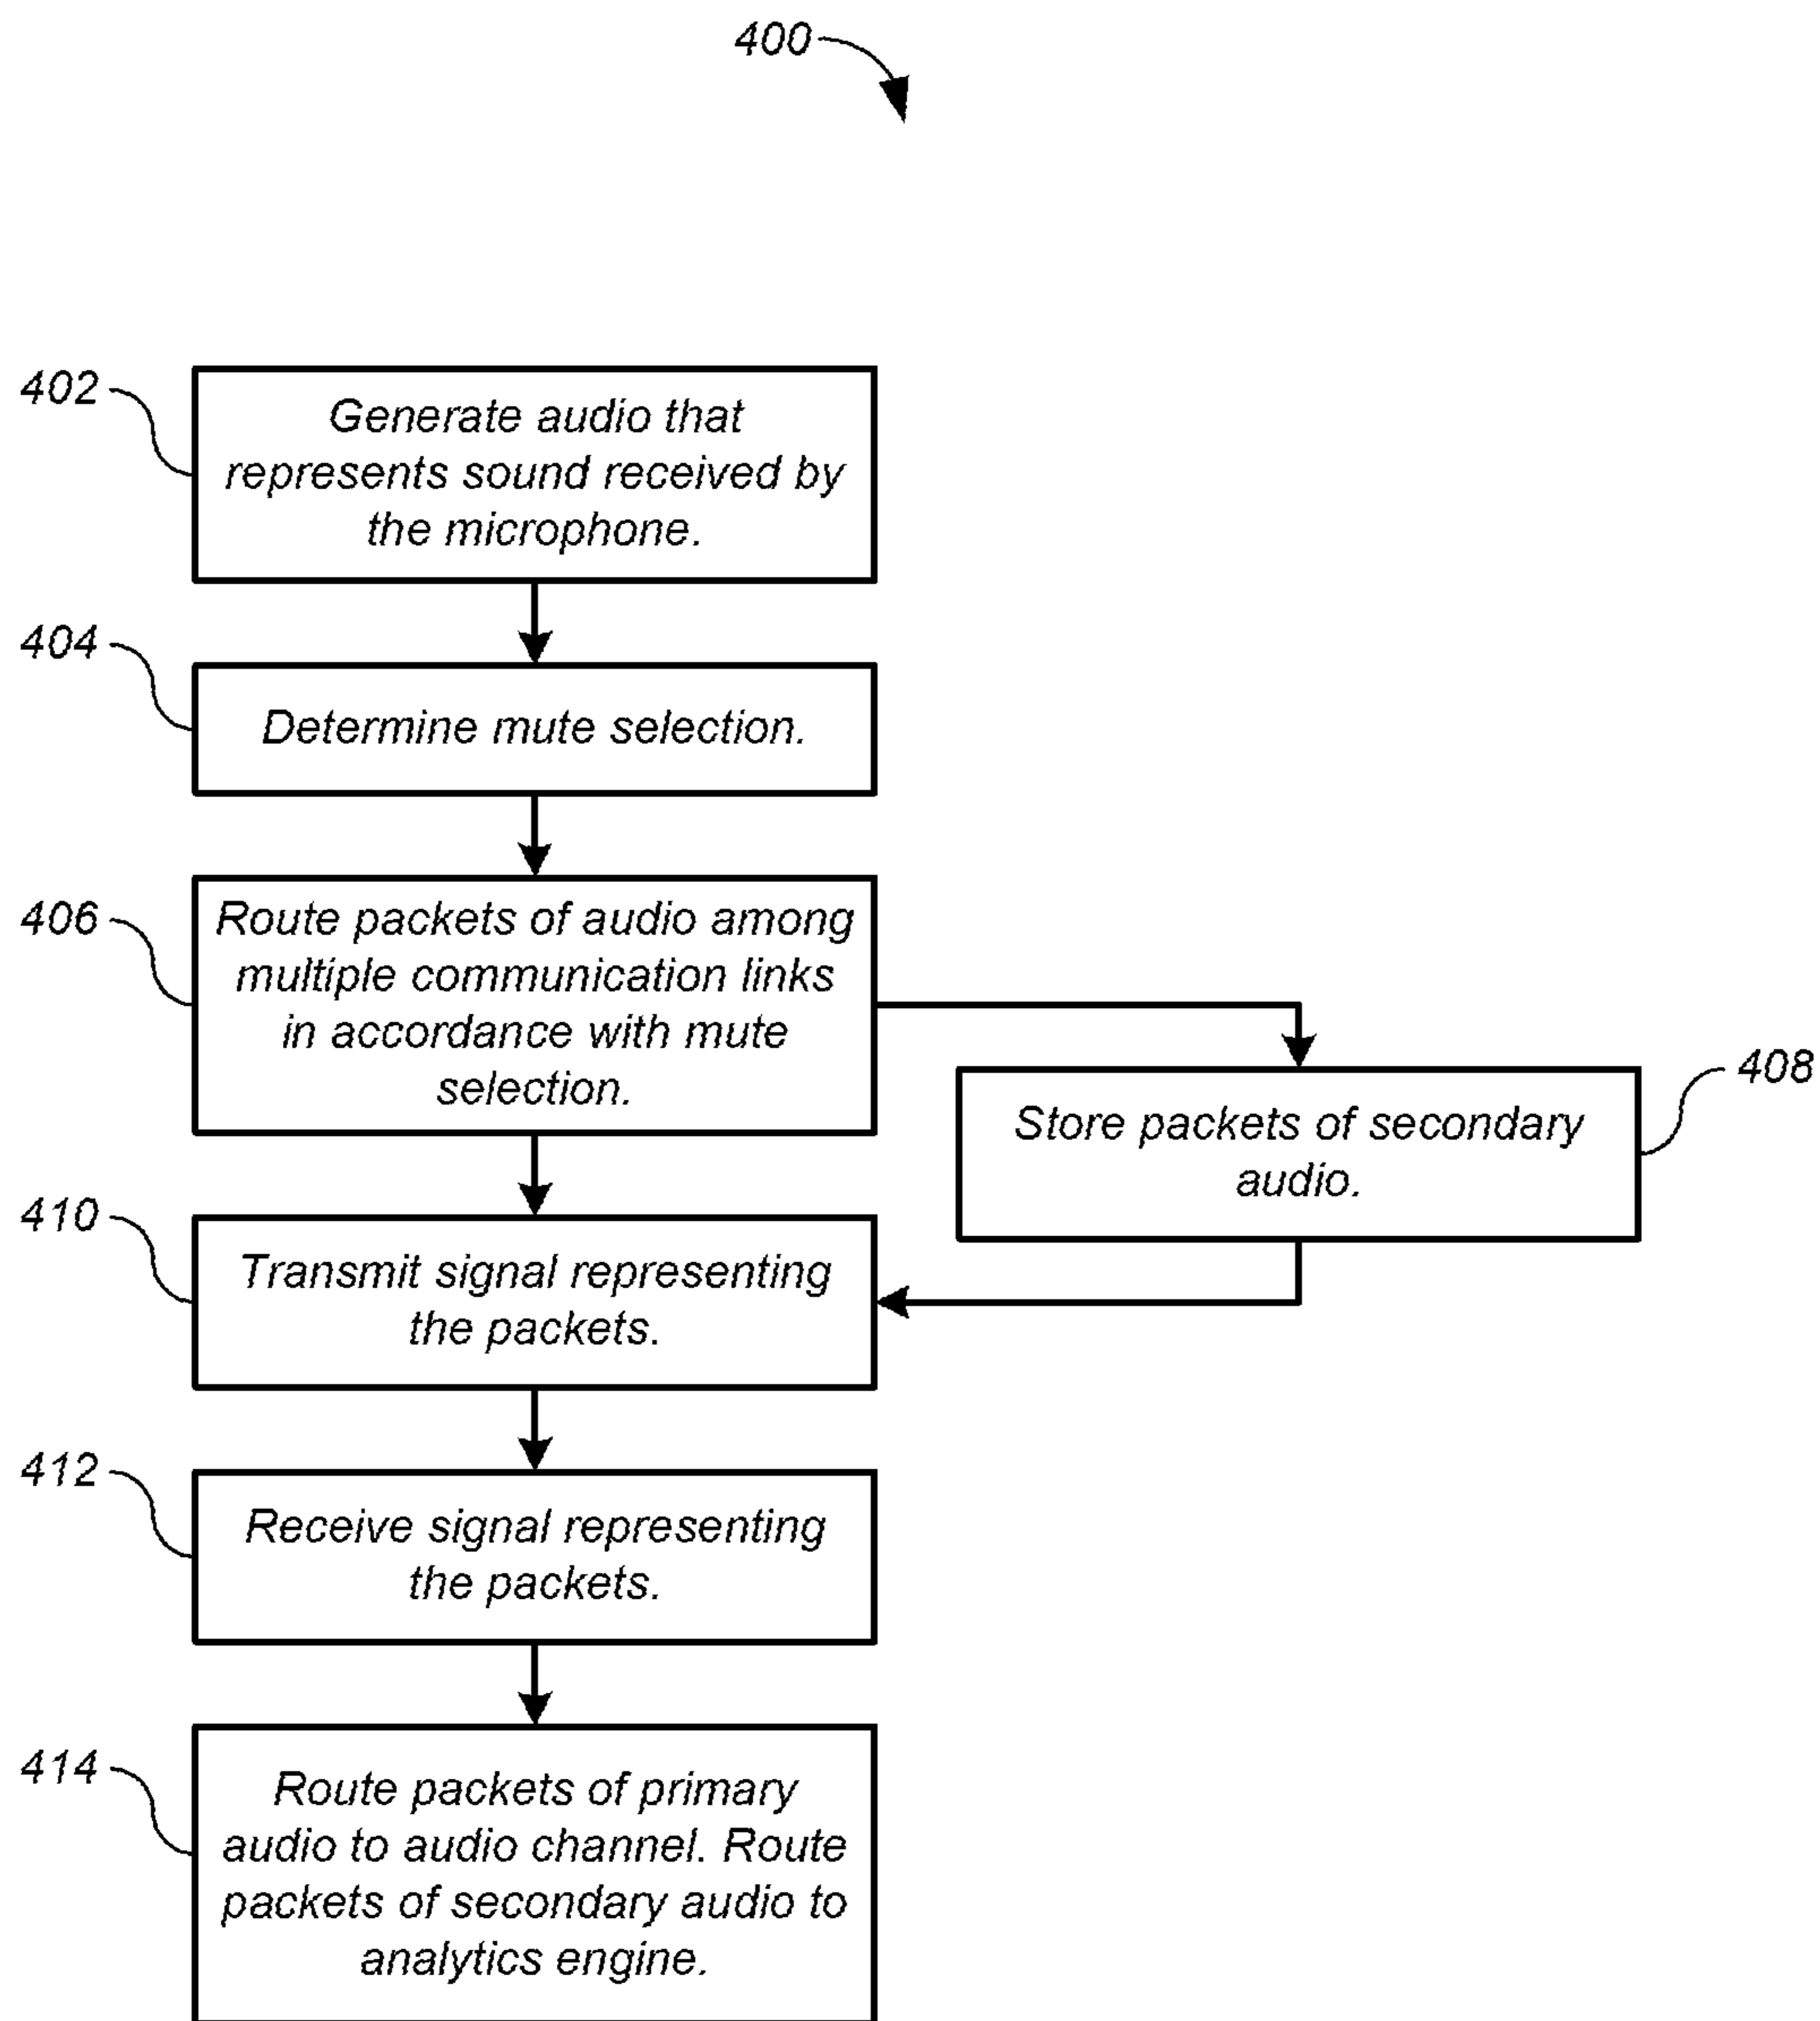 400
402
Generate audio that
represents sound received by
the microphone.
404
Determine mute selection.
406
Route packets of audio among
multiple communication links
in accordance with mute
selection.
408
Store packets of secondary
audio.
410
Transmit signal representing
the packets.
412
Receive signal representing
the packets.
414
Route packets of primary
audio to audio channel. Route
packets of secondary audio to
analytics engine.